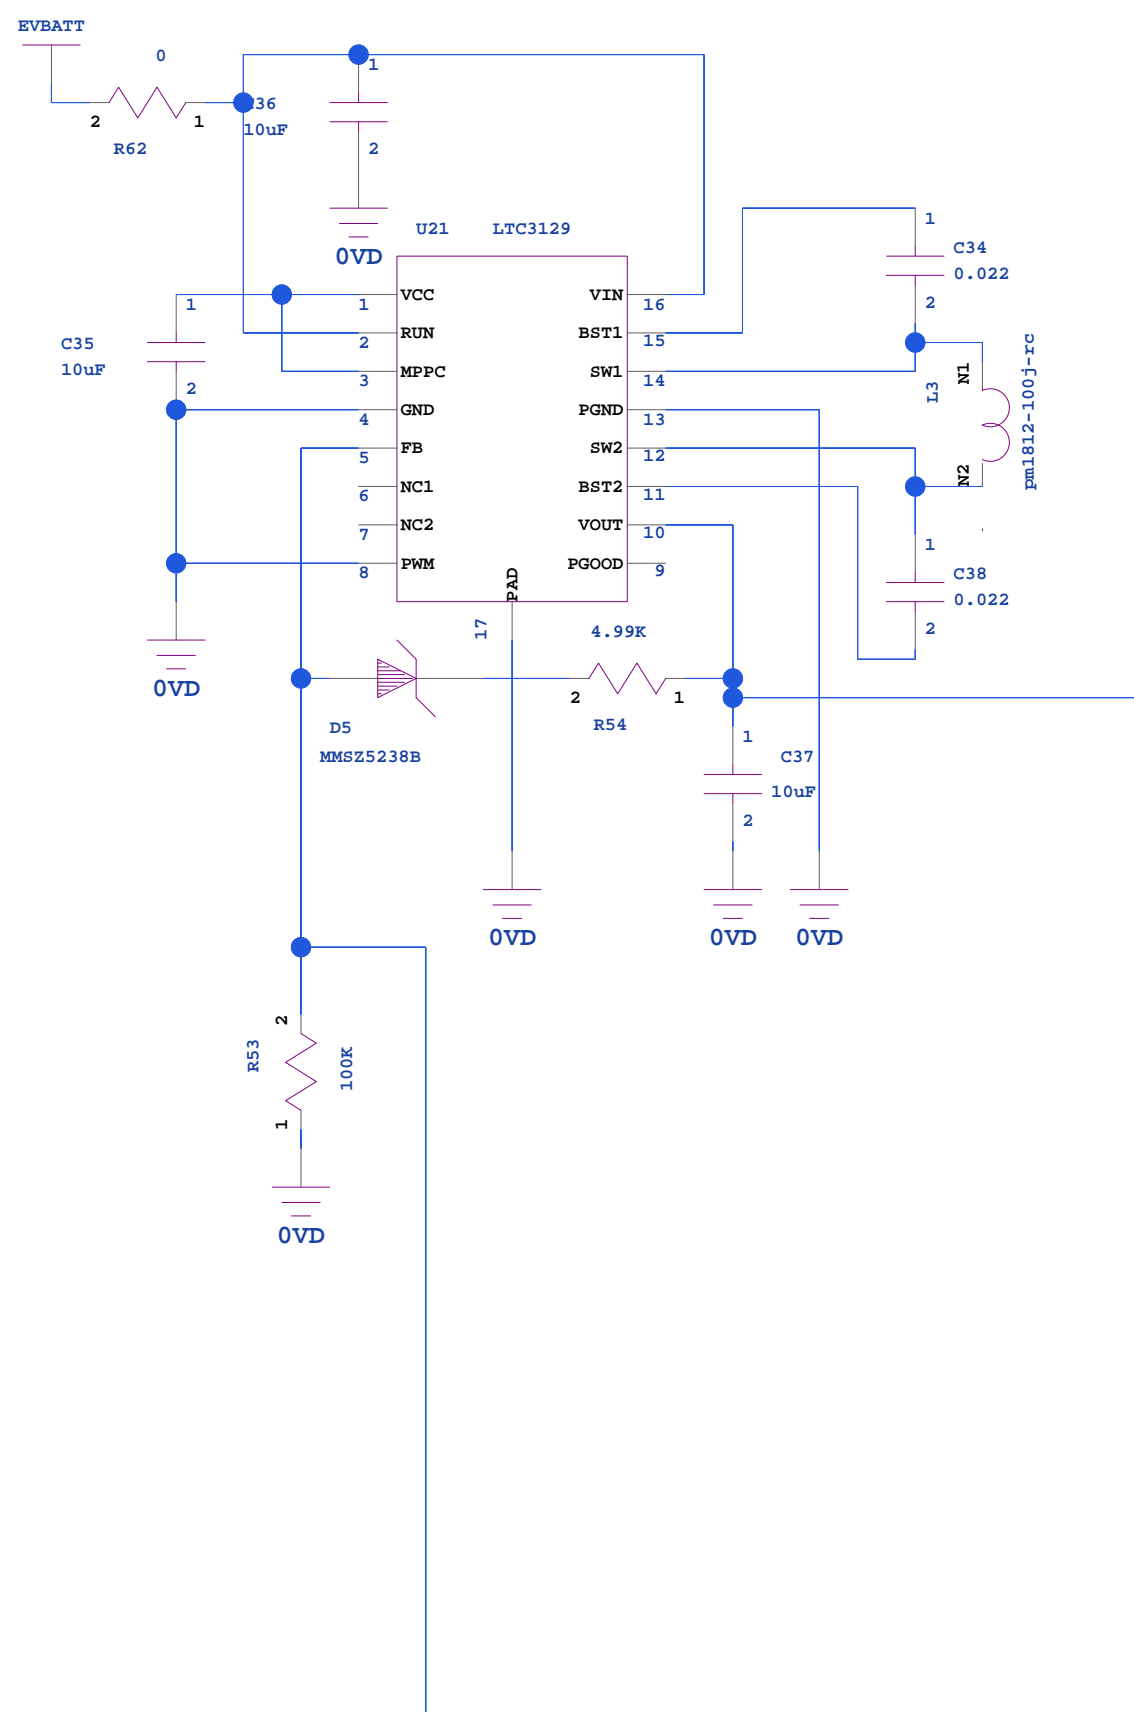 EVBATT
0
2
1
R62
C36
10uF
1
2
0VD
U21
LTC3129
C35
10uF
1
2
0VD
1 VCC
2 RUN
3 MPPC
4 GND
5 FB
6 NC1
7 NC2
8 PWM
VIN 16
BST1 15
SW1 14
PGND 13
SW2 12
BST2 11
VOUT 10
PGOOD 9
PAD
17
1
C34
0.022
2
L3
N1
N2
pm1812-100j-rc
1
C38
0.022
2
4.99K
2
1
R54
D5
MMSZ5238B
1
C37
10uF
2
0VD
0VD
0VD
2
R53
100K
1
0VD